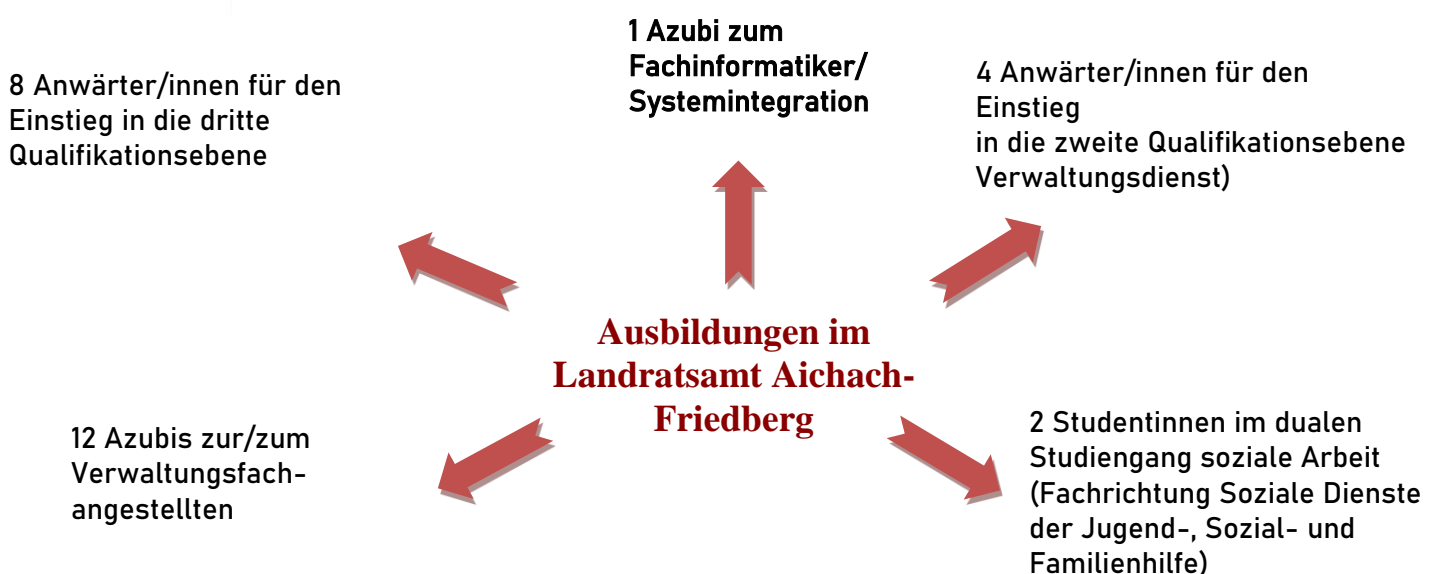 1 Azubi zum
Fachinformatiker/
Systemintegration
8 Anwärter/innen für den
Einstieg in die dritte
Qualifikationsebene
4 Anwärter/innen für den
Einstieg
in die zweite Qualifikationsebene
Verwaltungsdienst)
Ausbildungen im
Landratsamt Aichach-
Friedberg
12 Azubis zur/zum
Verwaltungsfach-
angestellten
2 Studentinnen im dualen
Studiengang soziale Arbeit
(Fachrichtung Soziale Dienste
der Jugend-, Sozial- und
Familienhilfe)